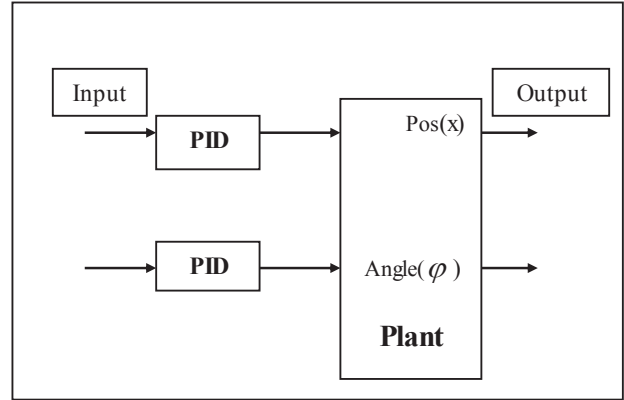 Input
Output
PID
Pos(x)
PID
Angle(φ)
Plant